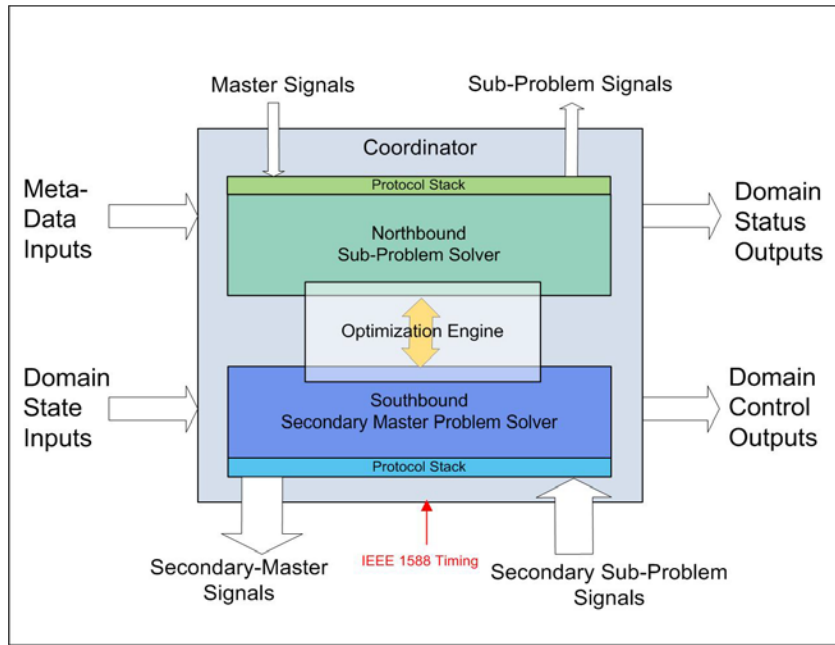 Master Signals
Sub-Problem Signals
Coordinator
Protocol Stack
Meta-
Data
Inputs
Northbound
Sub-Problem Solver
Domain
Status
Outputs
Optimization Engine
Domain
State
Inputs
Southbound
Secondary Master Problem Solver
Domain
Control
Outputs
Protocol Stack
IEEE 1588 Timing
Secondary-Master
Signals
Secondary Sub-Problem
Signals